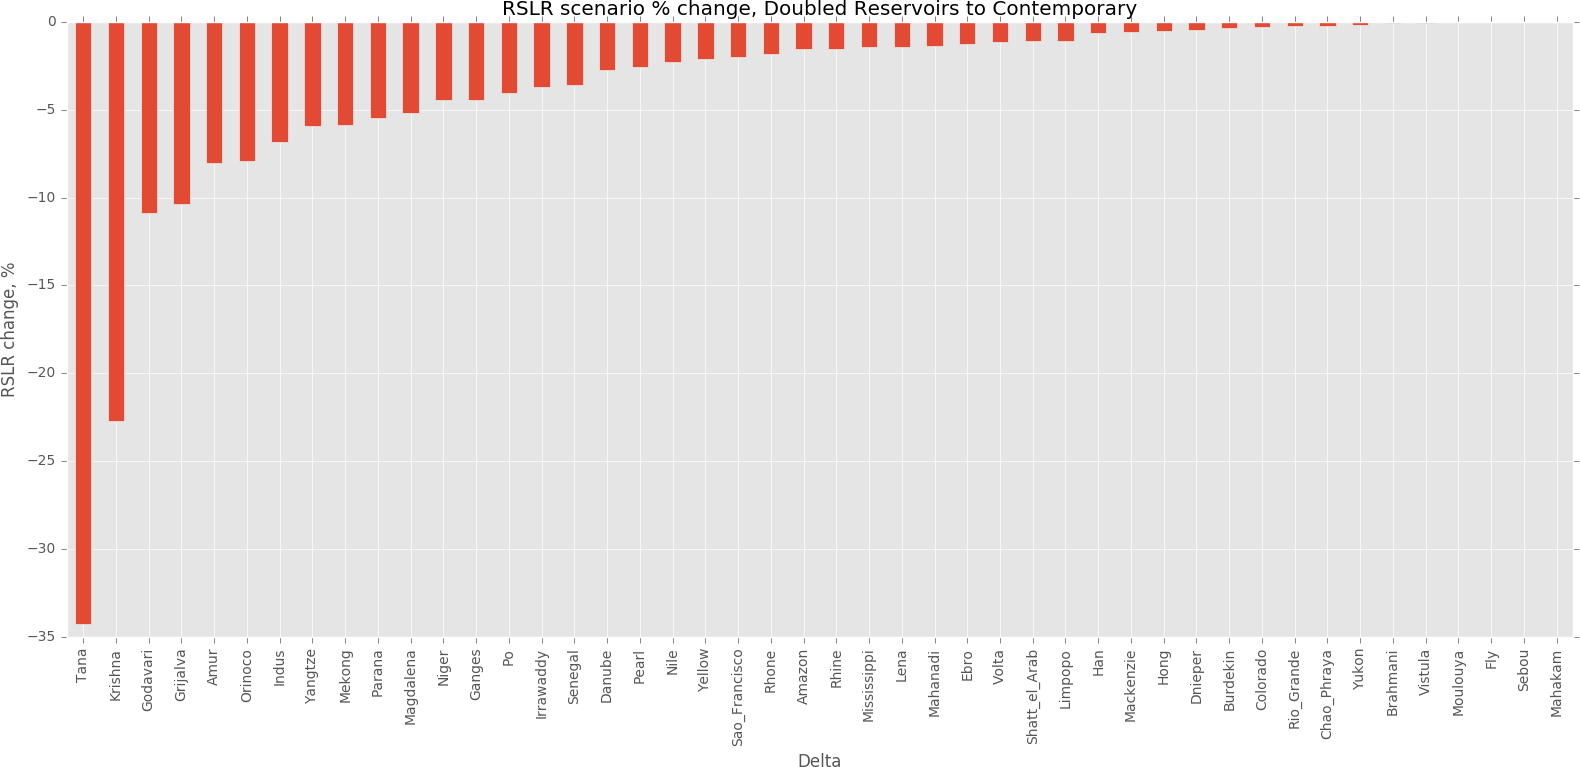 RSLR scenario % change, Doubled Reservoirs to Contemporary
0
−5
−10
−15
−20
−25
−30
−35
RSLR change, %
Tana
Krishna
Godavari
Grijalva
Amur
Orinoco
Indus
Yangtze
Mekong
Parana
Magdalena
Niger
Ganges
Po
Irrawaddy
Senegal
Danube
Pearl
Nile
Yellow
Sao_Francisco
Rhone
Amazon
Rhine
Mississippi
Lena
Mahanadi
Ebro
Volta
Shatt_el_Arab
Limpopo
Han
Mackenzie
Hong
Dnieper
Burdekin
Colorado
Rio_Grande
Chao_Phraya
Yukon
Brahmani
Vistula
Moulouya
Fly
Sebou
Mahakam
Delta